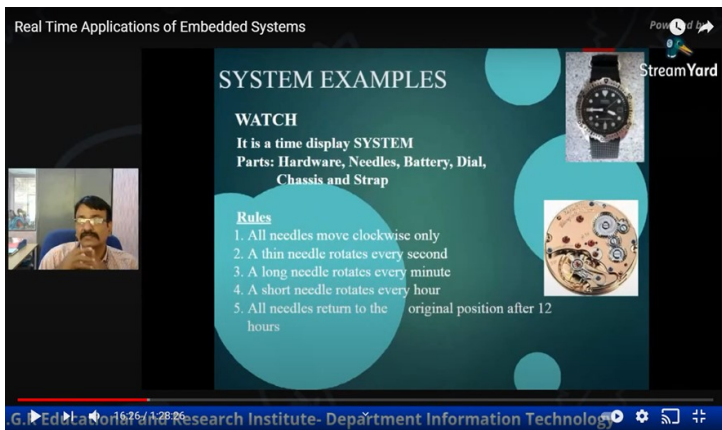 Real Time Applications of Embedded Systems
StreamYard
SYSTEM EXAMPLES
WATCH
It is a time display SYSTEM
Parts: Hardware, Needles, Battery, Dial,
Chassis and Strap
Rules
1. All needles move clockwise only
2. A thin needle rotates every second
3. A long needle rotates every minute
4. A short needle rotates every hour
5. All needles return to the original position after 12
hours
16:26 / 1:28:26
.G.R Educational and Research Institute- Department Information Technology